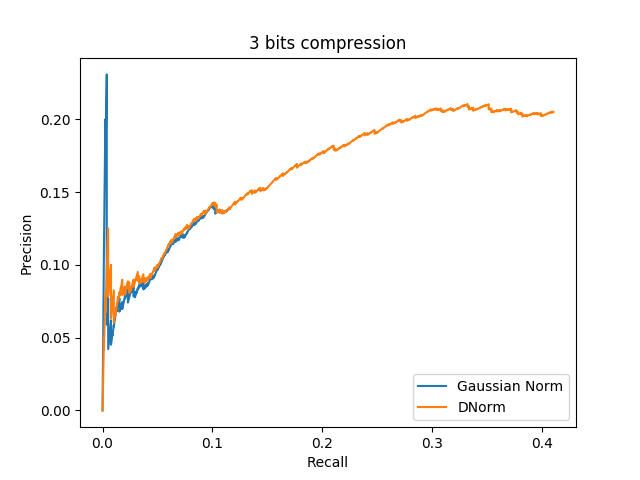 3 bits compression
Precision
0.20
0.15
0.10
0.05
0.00
Gaussian Norm
DNorm
0.0 0.1 0.2 0.3 0.4
Recall